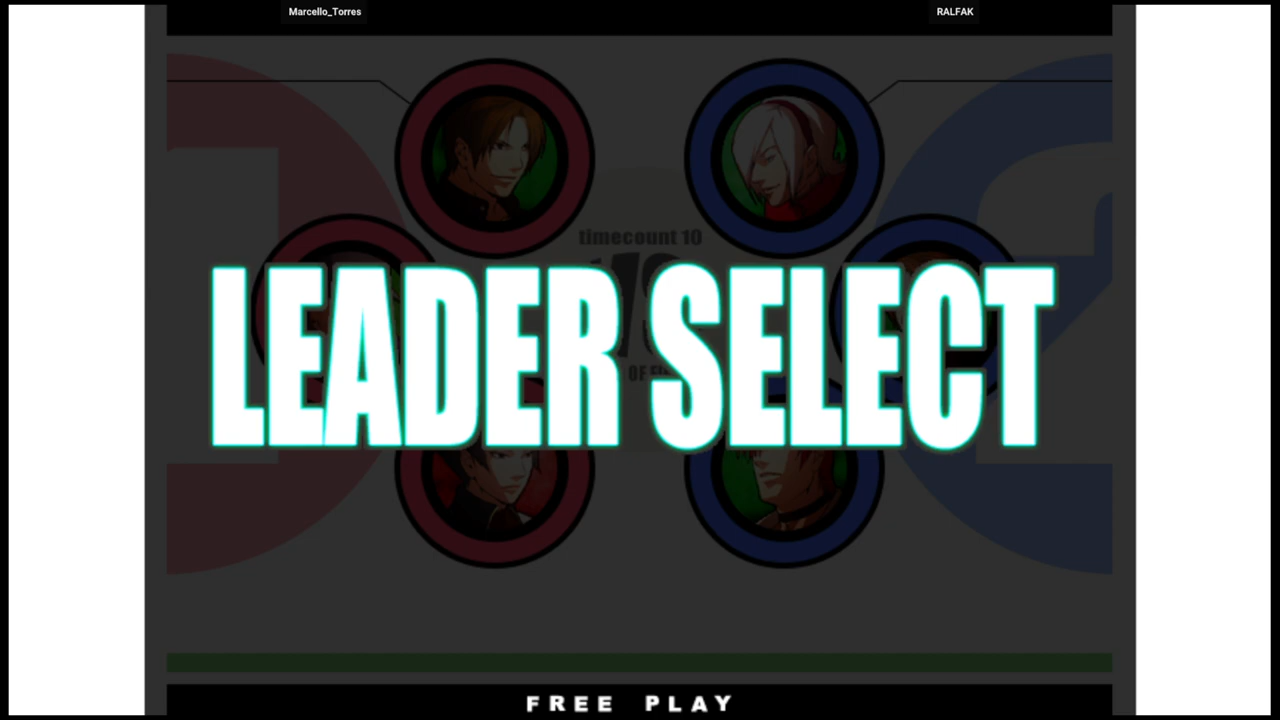 Marcello_Torres
RALFAK
timecount 10
LEADER SELECT
FREE PLAY